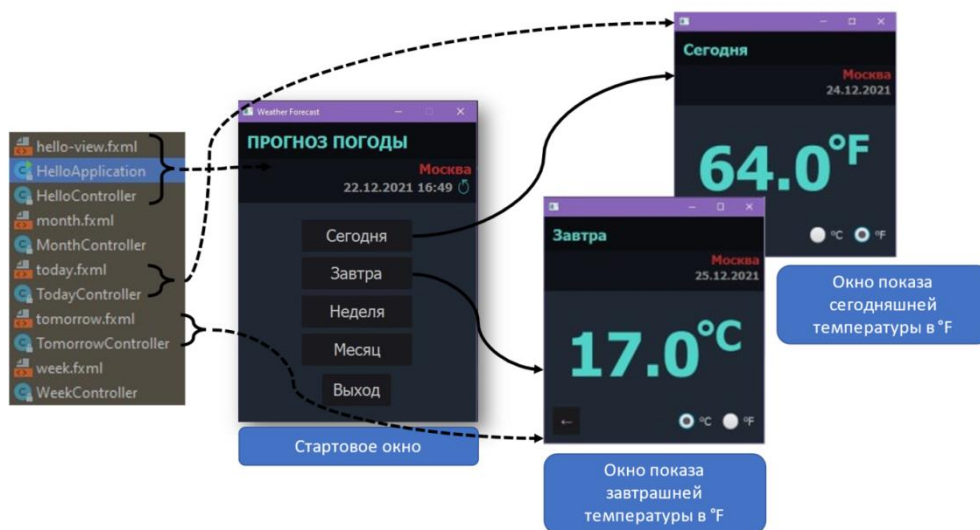 hello-view.fxml
HelloApplication
HelloController
month.fxml
MonthController
today.fxml
TodayController
tomorrow.fxml
TomorrowController
week.fxml
WeekController
Weather Forecast
ПРОГНОЗ ПОГОДЫ
Москва
22.12.2021 16:49
Сегодня
Завтра
Неделя
Месяц
Выход
Стартовое окно
Сегодня
Москва
24.12.2021
64.0°F
°C °F
Окно показа
сегодняшней
температуры в °F
Завтра
Москва
25.12.2021
17.0°C
←
°C °F
Окно показа
завтрашней
температуры в °F